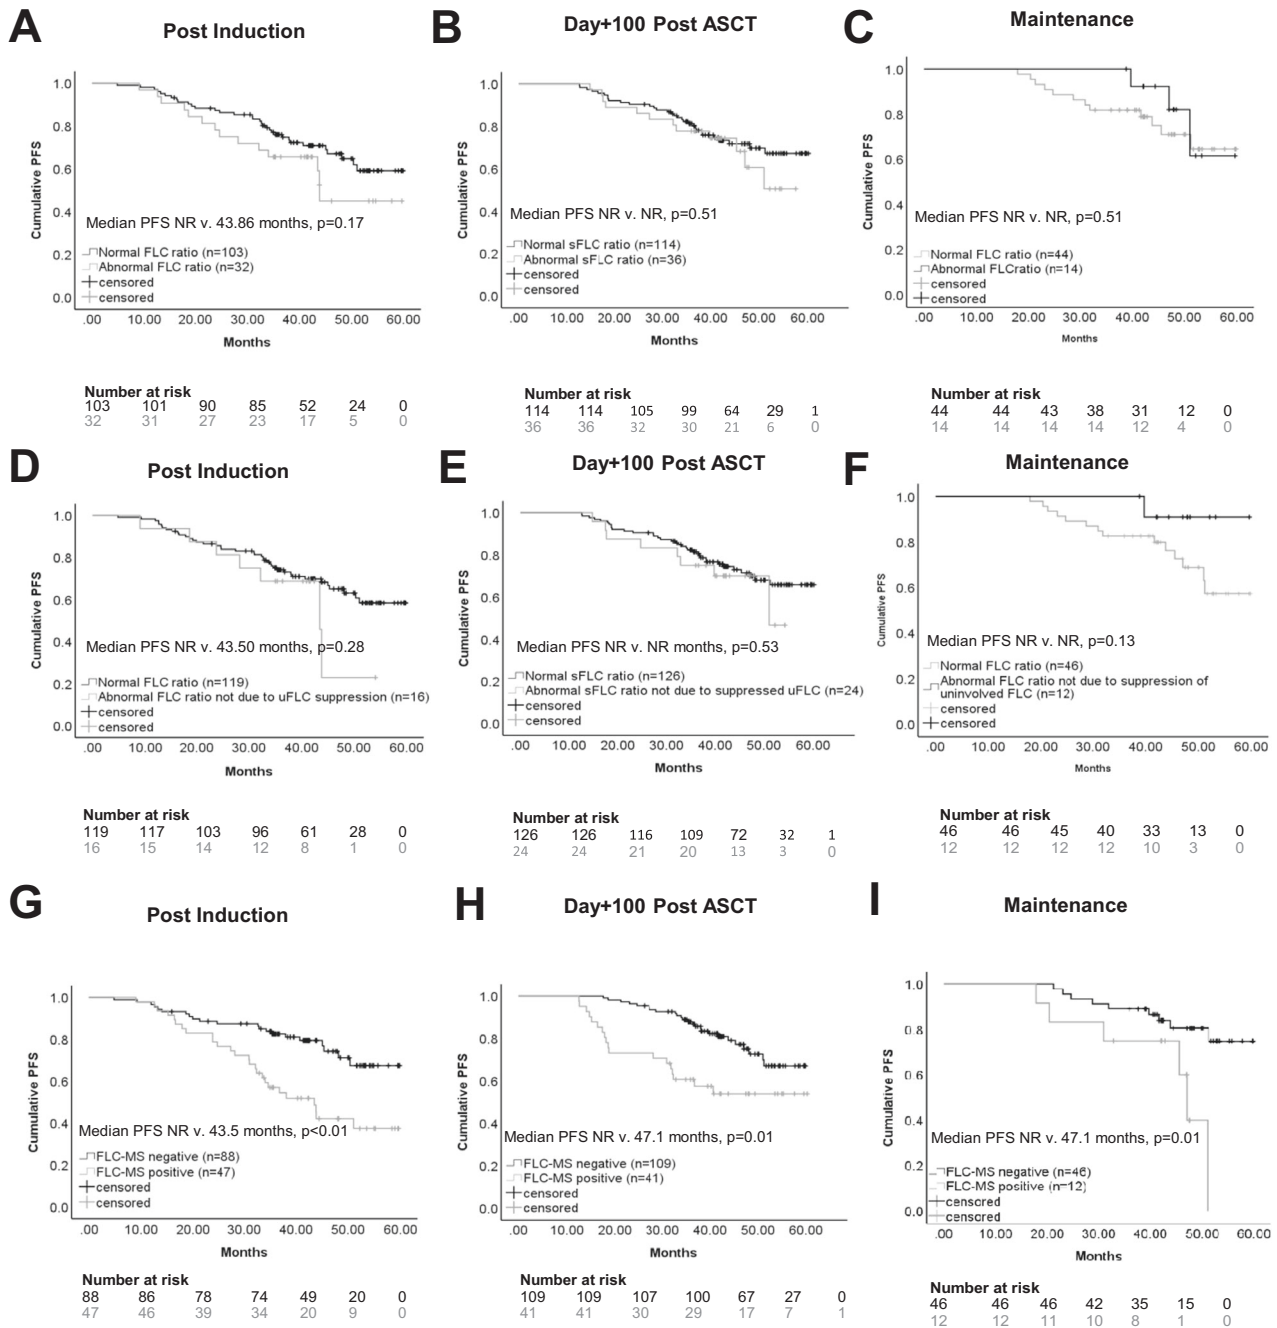 A
Post Induction
1.0
0.8
0.6
0.4
0.2
0.0
Cumulative PFS
Median PFS NR v. 43.86 months, p=0.17
Normal FLC ratio (n=103)
Abnormal FLC ratio (n=32)
censored
censored
.00 10.00 20.00 30.00 40.00 50.00 60.00
Months
Number at risk
103 101 90 85 52 24 0
32 31 27 23 17 5 0
B
Day+100 Post ASCT
1.0
0.8
0.6
0.4
0.2
0.0
Cumulative PFS
Median PFS NR v. NR, p=0.51
Normal sFLC ratio (n=114)
Abnormal sFLC ratio (n=36)
censored
censored
.00 10.00 20.00 30.00 40.00 50.00 60.00
Months
Number at risk
114 114 105 99 64 29 1
36 36 32 30 21 6 0
C
Maintenance
1.0
0.8
0.6
0.4
0.2
0.0
Cumulative PFS
Median PFS NR v. NR, p=0.51
Normal FLC ratio (n=44)
Abnormal FLCratio (n=14)
censored
censored
.00 10.00 20.00 30.00 40.00 50.00 60.00
Months
Number at risk
44 44 43 38 31 12 0
14 14 14 14 12 4 0
D
Post Induction
1.0
0.8
0.6
0.4
0.2
0.0
Cumulative PFS
Median PFS NR v. 43.50 months, p=0.28
Normal FLC ratio (n=119)
Abnormal FLC ratio not due to uFLC suppression (n=16)
censored
censored
.00 10.00 20.00 30.00 40.00 50.00 60.00
Months
Number at risk
119 117 103 96 61 28 0
16 15 14 12 8 1 0
E
Day+100 Post ASCT
1.0
0.8
0.6
0.4
0.2
0.0
Cumulative PFS
Median PFS NR v. NR months, p=0.53
Normal sFLC ratio (n=126)
Abnormal sFLC ratio not due to suppressed uFLC (n=24)
censored
censored
.00 10.00 20.00 30.00 40.00 50.00 60.00
Months
Number at risk
126 126 116 109 72 32 1
24 24 21 20 13 3 0
F
Maintenance
1.0
0.8
0.6
0.4
0.2
0.0
Cumulative PFS
Median PFS NR v. NR, p=0.13
Normal FLC ratio (n=46)
Abnormal FLC ratio not due to suppression of
uninvolved FLC (n=12)
censored
censored
.00 10.00 20.00 30.00 40.00 50.00 60.00
Months
Number at risk
46 46 45 40 33 13 0
12 12 12 12 10 3 0
G
Post Induction
1.0
0.8
0.6
0.4
0.2
0.0
Cumulative PFS
Median PFS NR v. 43.5 months, p<0.01
FLC-MS negative (n=88)
FLC-MS positive (n=47)
censored
censored
.00 10.00 20.00 30.00 40.00 50.00 60.00
Months
Number at risk
88 86 78 74 49 20 0
47 46 39 34 20 9 0
H
Day+100 Post ASCT
1.0
0.8
0.6
0.4
0.2
0.0
Cumulative PFS
Median PFS NR v. 47.1 months, p=0.01
FLC-MS negative (n=109)
FLC-MS positive (n=41)
censored
censored
.00 10.00 20.00 30.00 40.00 50.00 60.00
Months
Number at risk
109 109 107 100 67 27 0
41 41 30 29 17 7 1
I
Maintenance
1.0
0.8
0.6
0.4
0.2
0.0
Cumulative PFS
Median PFS NR v. 47.1 months, p=0.01
FLC-MS negative (n=46)
FLC-MS positive (n=12)
censored
censored
.00 10.00 20.00 30.00 40.00 50.00 60.00
Months
Number at risk
46 46 46 42 35 15 0
12 12 11 10 8 1 0